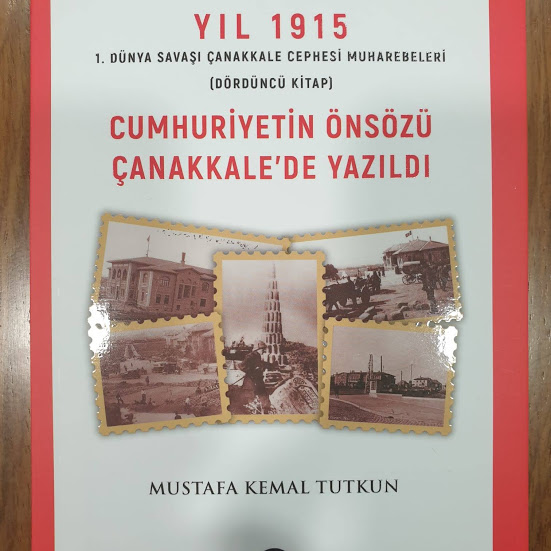 YIL 1915
1. DÜNYA SAVAŞI ÇANAKKALE CEPHESİ MUHAREBELERİ
(DÖRDÜNCÜ KİTAP)
CUMHURİYETİN ÖNSÖZÜ
ÇANAKKALE'DE YAZILDI
MUSTAFA KEMAL TUTKUN